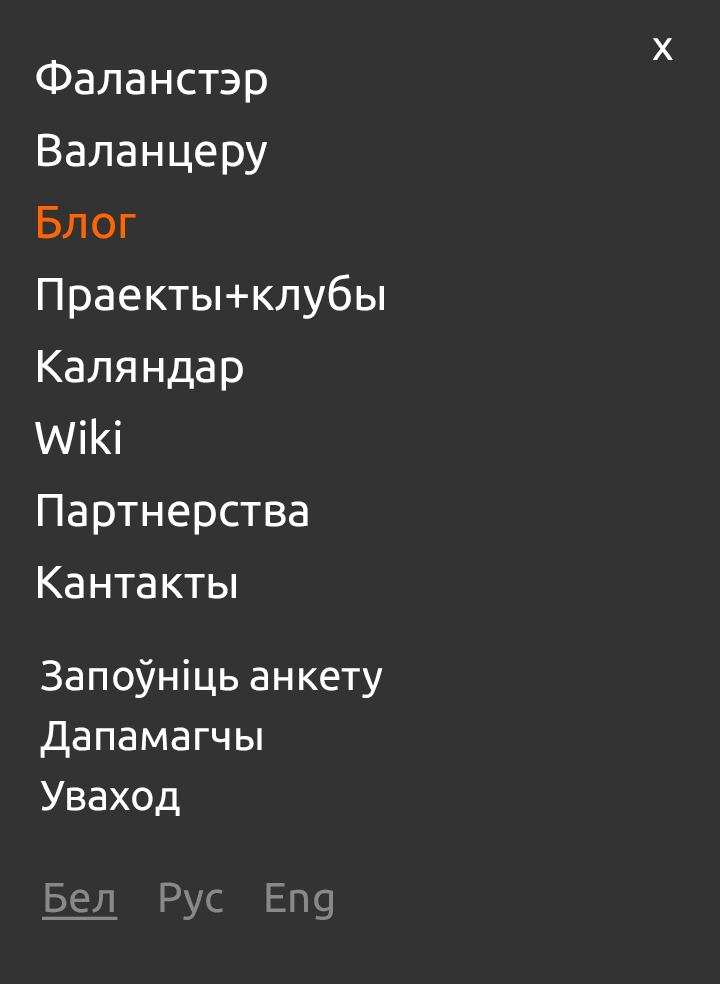 x
Фаланстэр
Валанцеру
Блог
Праекты+клубы
Каляндар
Wiki
Партнерства
Кантакты
Запоўніць анкету
Дапамагчы
Уваход
Бел Рус Eng